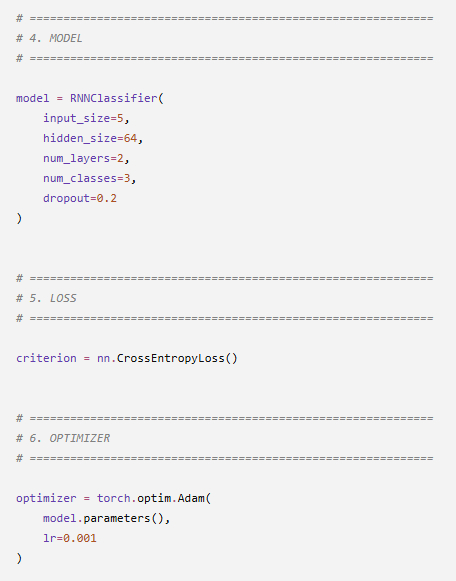 # ============================================================
# 4. MODEL
# ============================================================
model = RNNClassifier(
    input_size=5,
    hidden_size=64,
    num_layers=2,
    num_classes=3,
    dropout=0.2
)
# ============================================================
# 5. LOSS
# ============================================================
criterion = nn.CrossEntropyLoss()
# ============================================================
# 6. OPTIMIZER
# ============================================================
optimizer = torch.optim.Adam(
    model.parameters(),
    lr=0.001
)